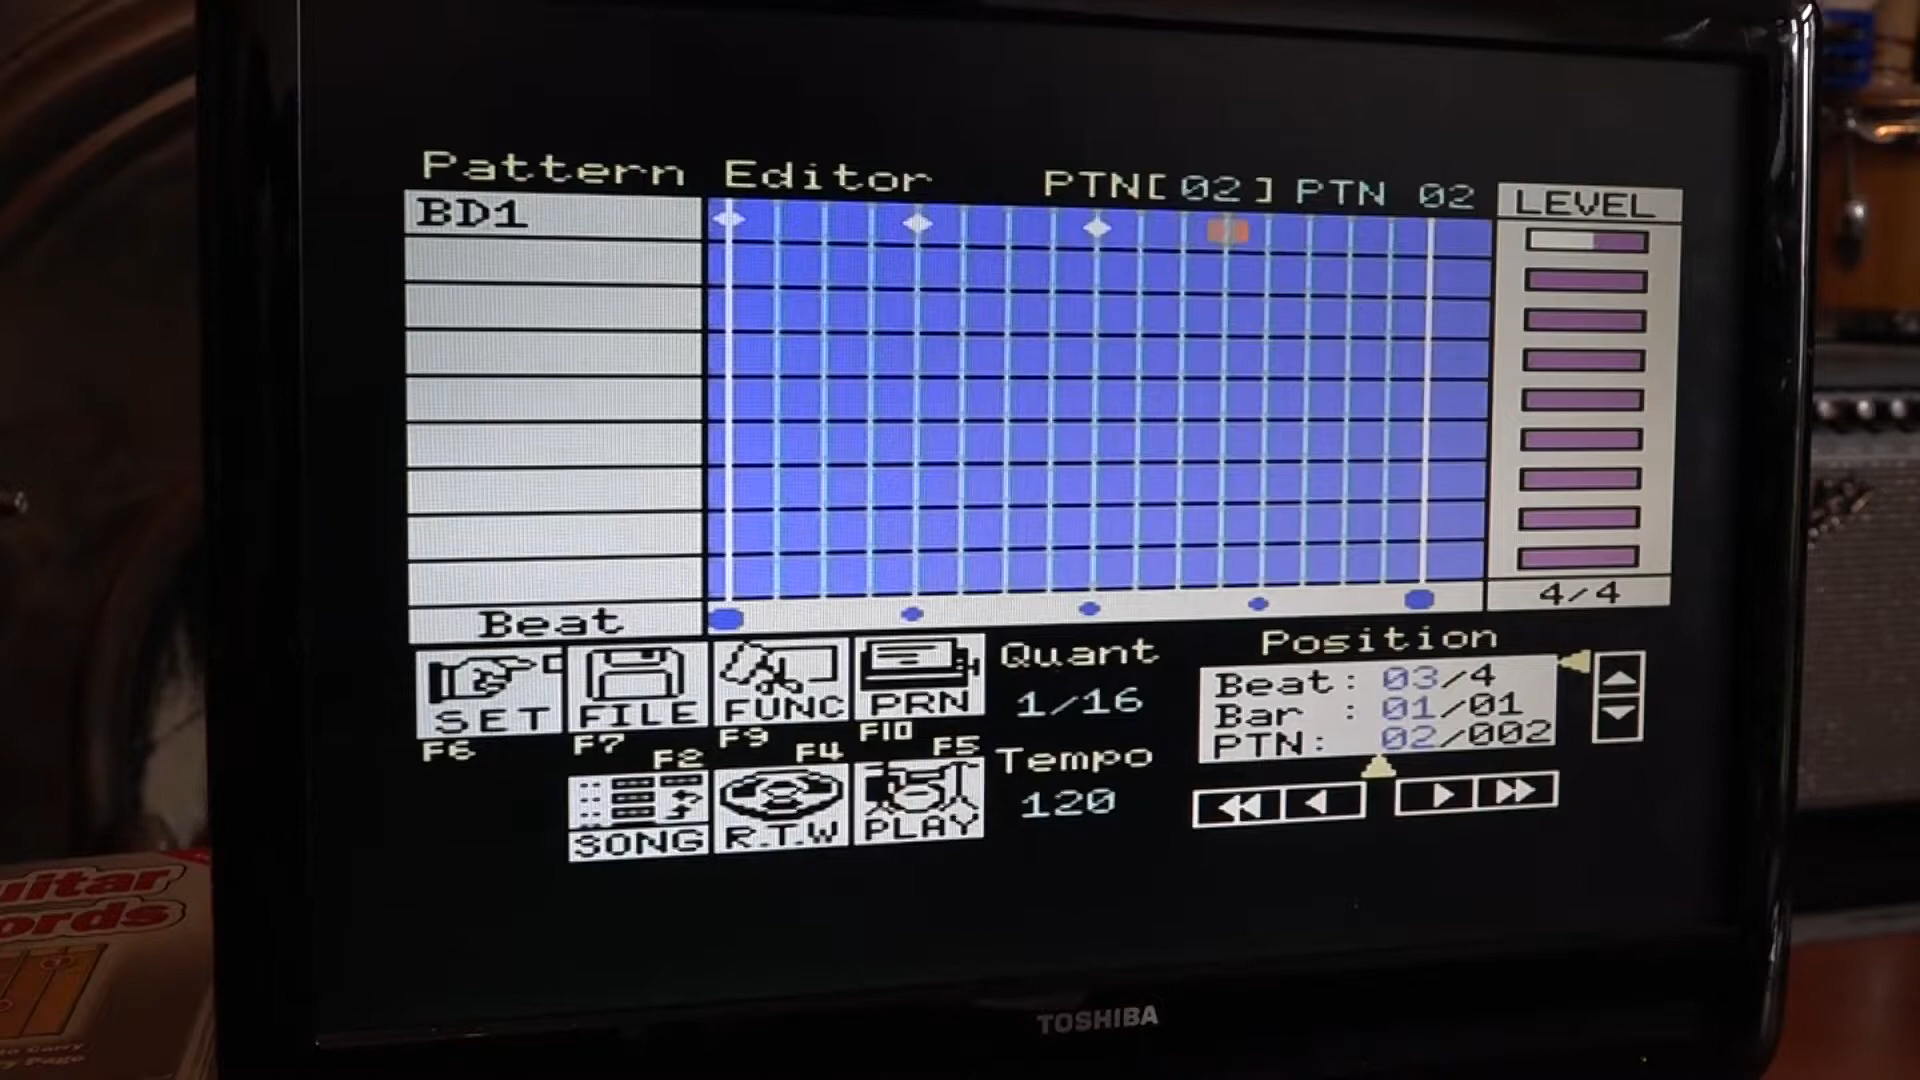 Pattern Editor PTN[02] PTN 02
LEVEL
BD1
Beat
4/4
SET
FILE
FUNC
PRN
F6
F7
F9
F10
F2
F4
F5
SONG
R.T.W
PLAY
Quant
1/16
Tempo
120
Position
Beat: 03/4
Bar : 01/01
PTN: 02/002
TOSHIBA